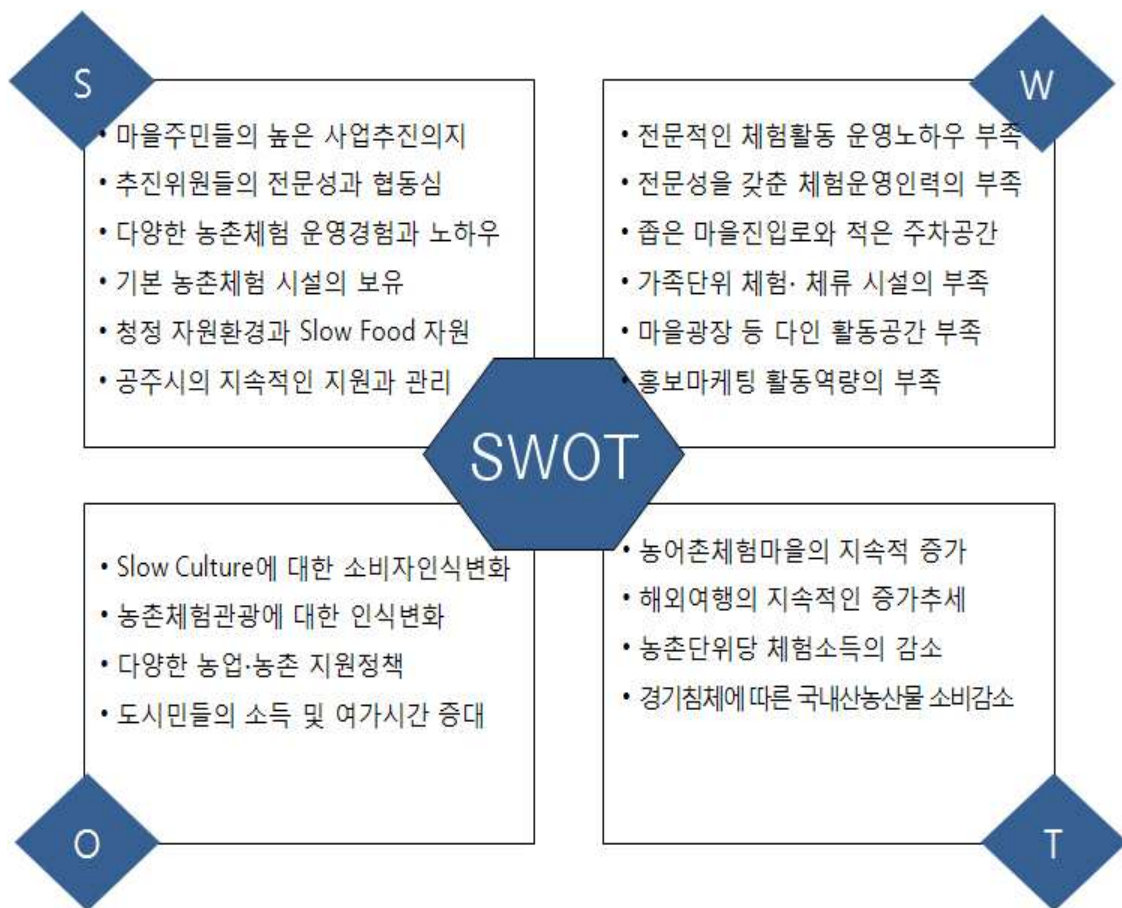 S
• 마을주민들의 높은 사업추진의지
• 추진위원들의 전문성과 협동심
• 다양한 농촌체험 운영경험과 노하우
• 기본 농촌체험 시설의 보유
• 청정 자원환경과 Slow Food 자원
• 공주시의 지속적인 지원과 관리
W
• 전문적인 체험활동 운영노하우 부족
• 전문성을 갖춘 체험운영인력의 부족
• 좁은 마을진입로와 적은 주차공간
• 가족단위 체험· 체류 시설의 부족
• 마을광장 등 다인 활동공간 부족
• 홍보마케팅 활동역량의 부족
SWOT
• Slow Culture에 대한 소비자인식변화
• 농촌체험관광에 대한 인식변화
• 다양한 농업·농촌 지원정책
• 도시민들의 소득 및 여가시간 증대
O
• 농어촌체험마을의 지속적 증가
• 해외여행의 지속적인 증가추세
• 농촌단위당 체험소득의 감소
• 경기침체에 따른 국내산농산물 소비감소
T